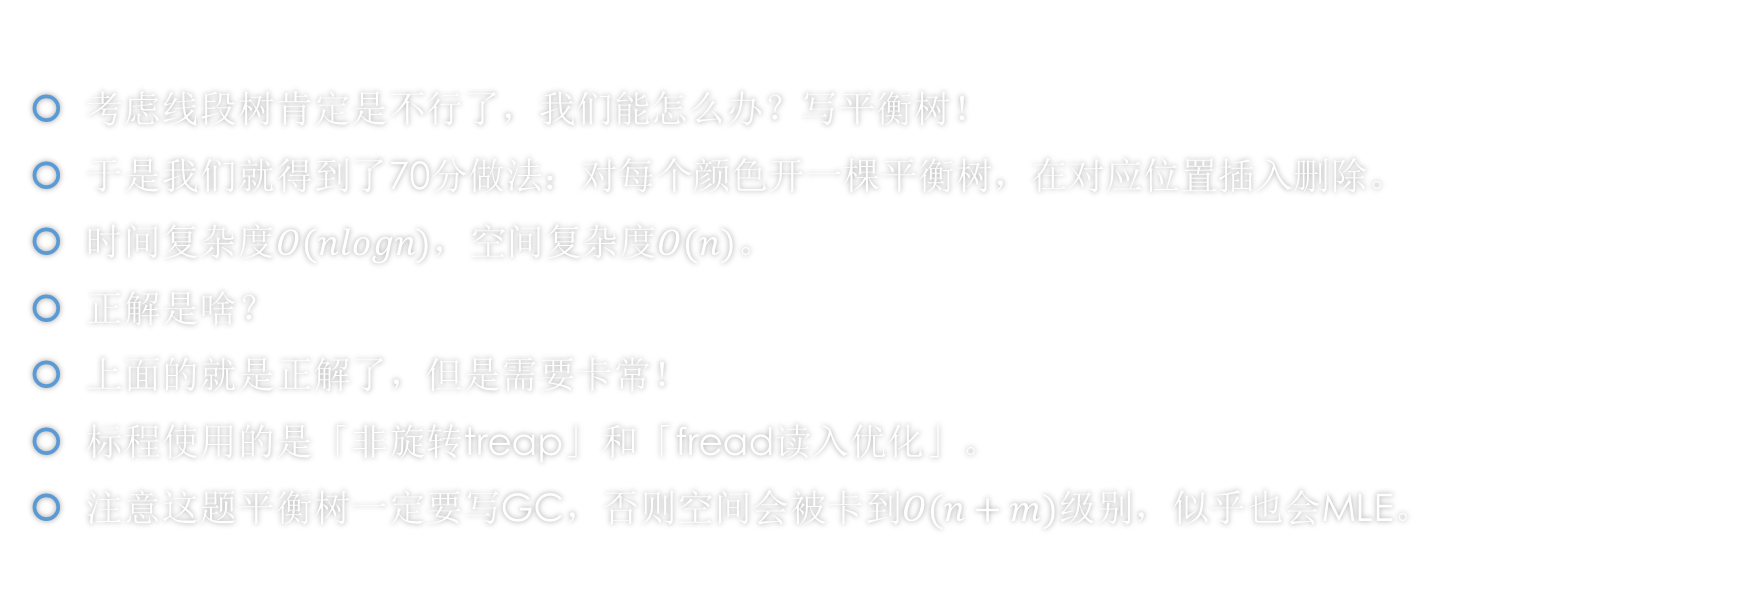 考虑线段树肯定是不行了，我们能怎么办？写平衡树！
于是我们就得到了70分做法：对每个颜色开一棵平衡树，在对应位置插入删除。
时间复杂度O(nlogn)，空间复杂度O(n)。
正解是啥？
上面的就是正解了，但是需要卡常！
标程使用的是「非旋转treap」和「fread读入优化」。
注意这题平衡树一定要写GC，否则空间会被卡到O(n + m)级别，似乎也会MLE。